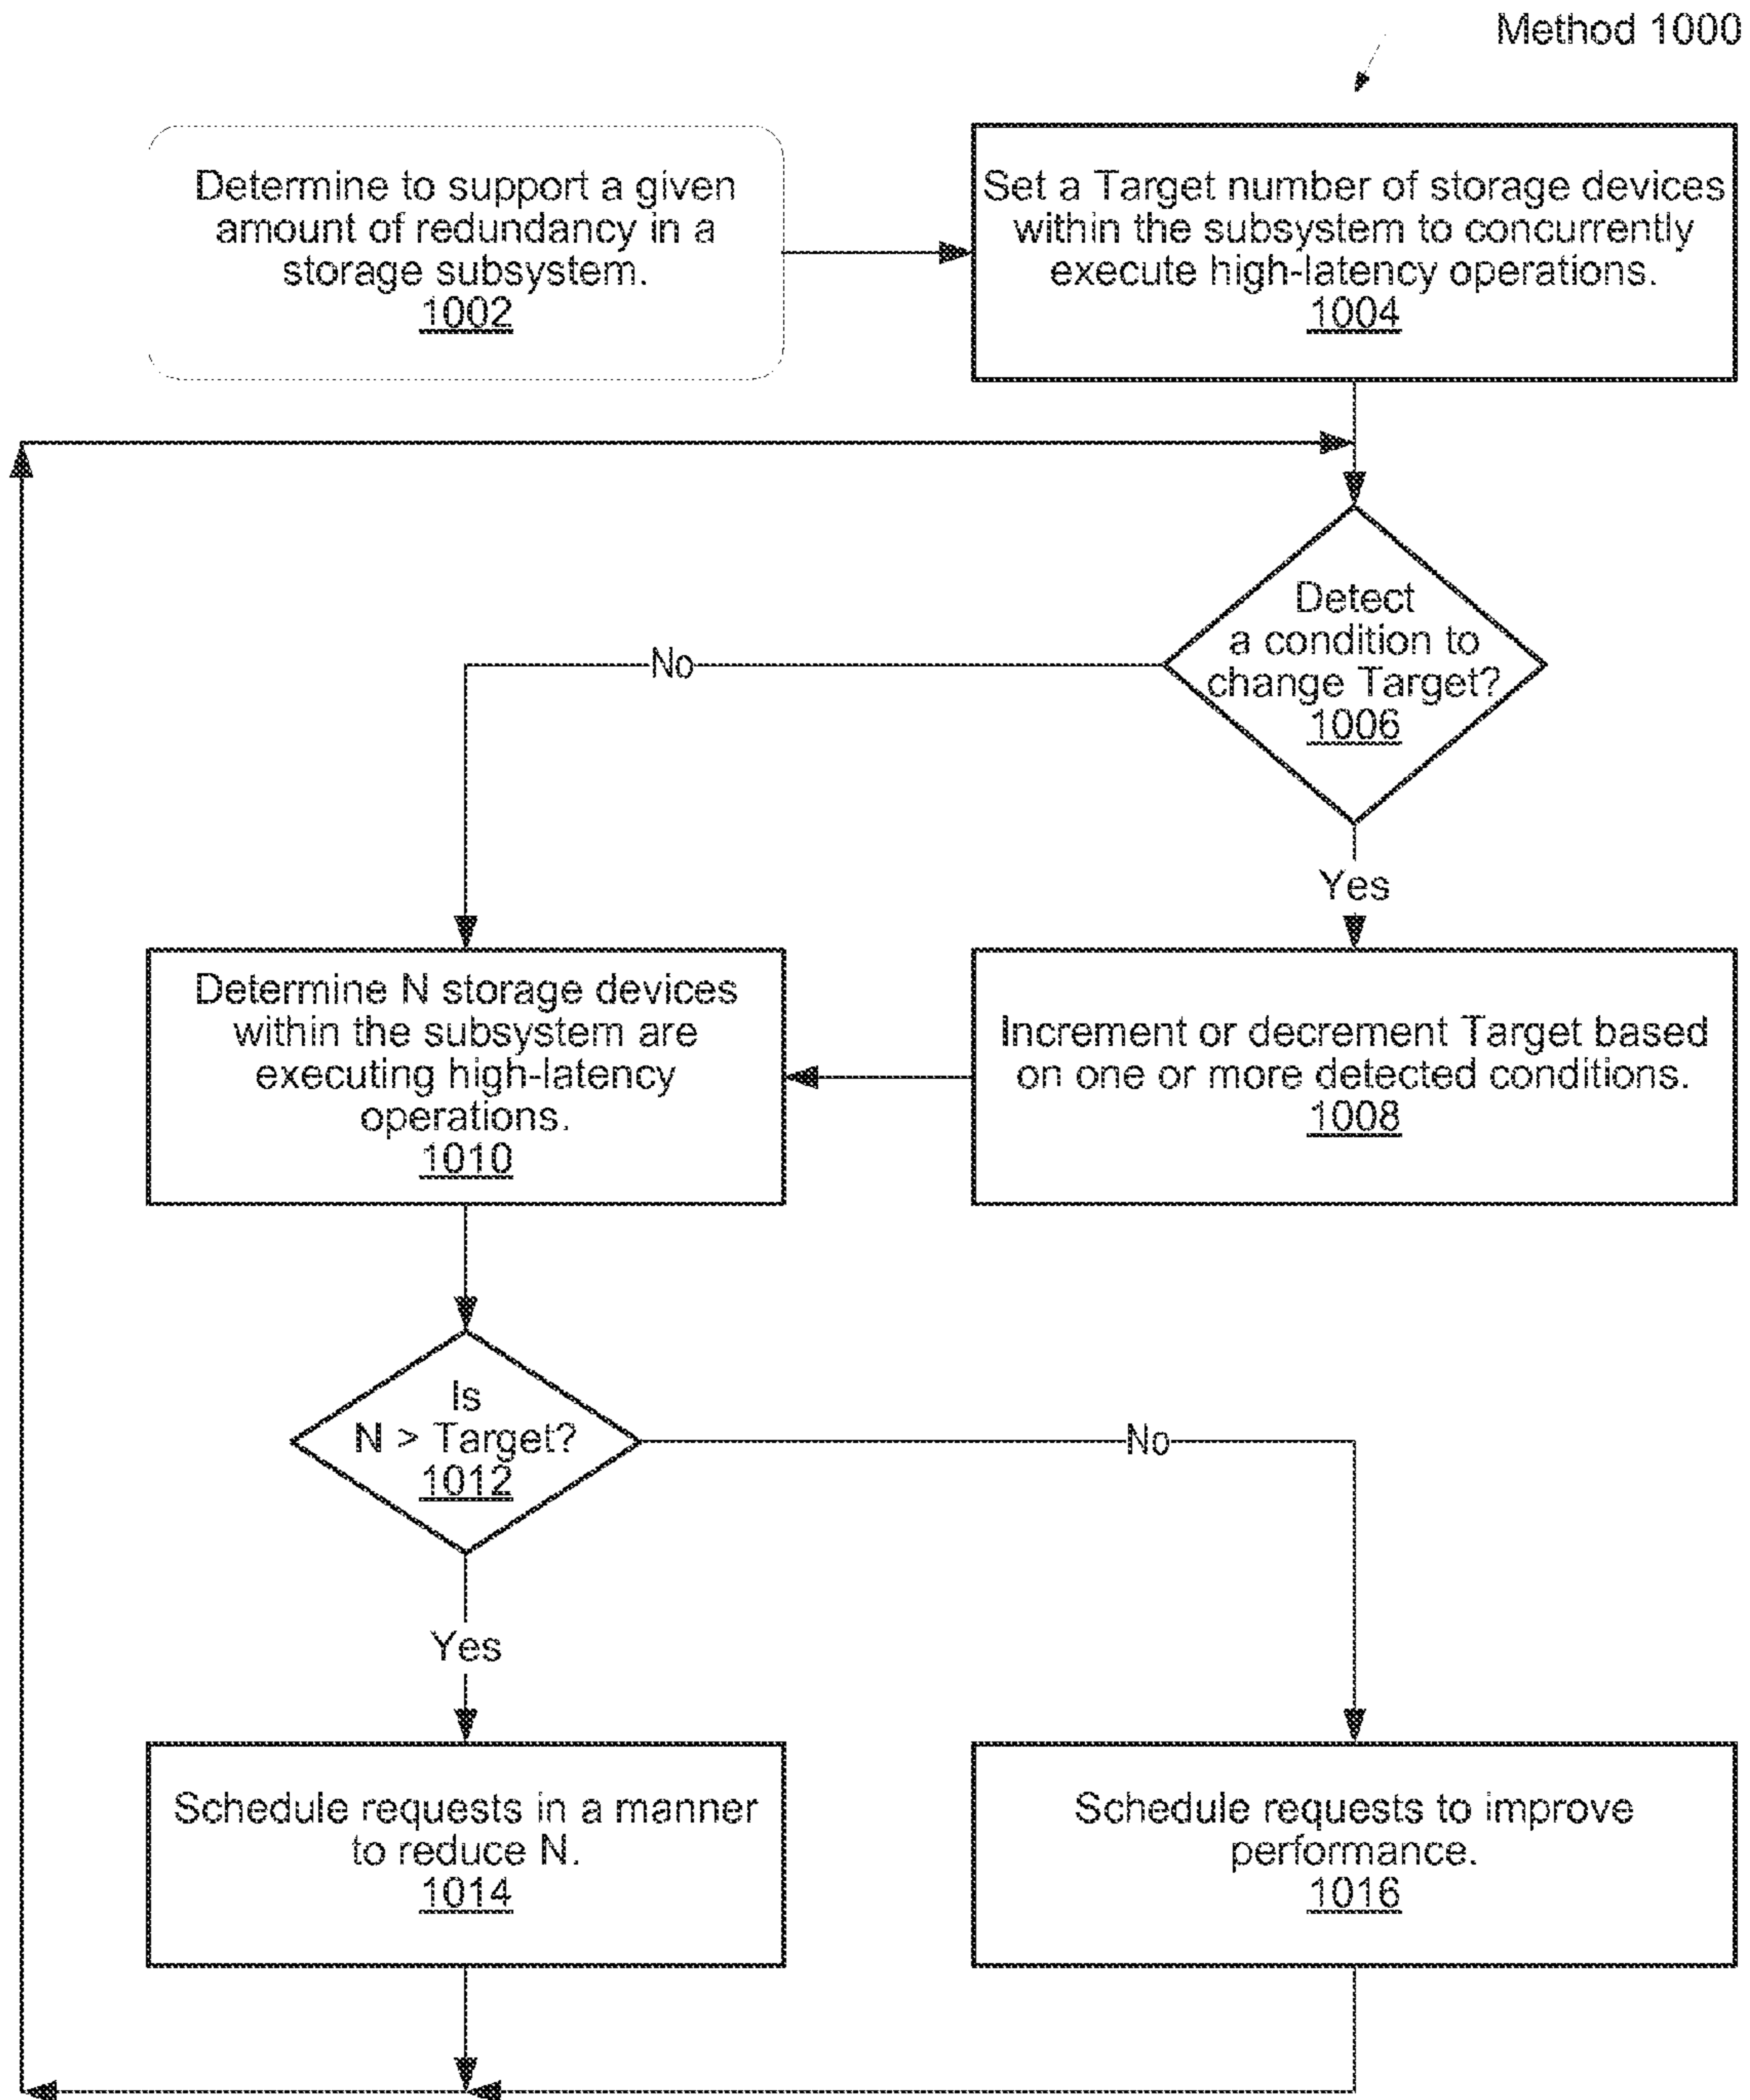 Method 1000
Determine to support a given
amount of redundancy in a
storage subsystem.
1002
Set a Target number of storage devices
within the subsystem to concurrently
execute high-latency operations.
1004
Detect
a condition to
change Target?
1006
No
Yes
Determine N storage devices
within the subsystem are
executing high-latency
operations.
1010
Increment or decrement Target based
on one or more detected conditions.
1008
Is
N > Target?
1012
No
Yes
Schedule requests in a manner
to reduce N.
1014
Schedule requests to improve
performance.
1016